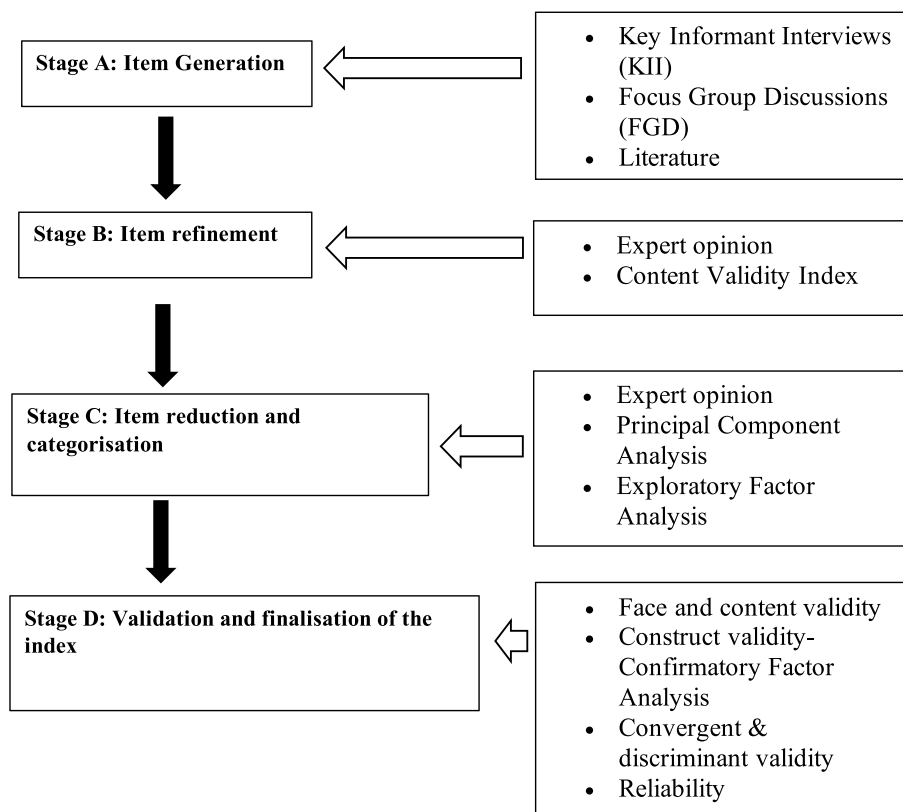 Stage A: Item Generation
• Key Informant Interviews
(KII)
• Focus Group Discussions
(FGD)
• Literature
Stage B: Item refinement
• Expert opinion
• Content Validity Index
Stage C: Item reduction and
categorisation
• Expert opinion
• Principal Component
Analysis
• Exploratory Factor
Analysis
Stage D: Validation and finalisation of the
index
• Face and content validity
• Construct validity-
Confirmatory Factor
Analysis
• Convergent &
discriminant validity
• Reliability